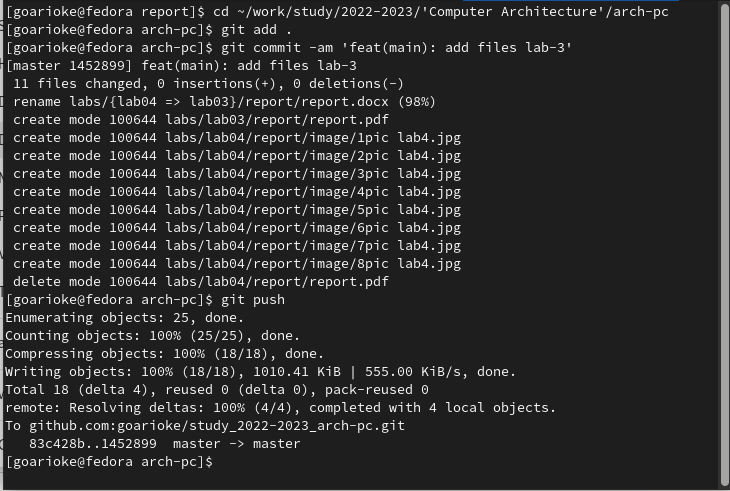 [goarioke@fedora report]$ cd ~/work/study/2022-2023/'Computer Architecture'/arch-pc
[goarioke@fedora arch-pc]$ git add .
[goarioke@fedora arch-pc]$ git commit -am 'feat(main): add files lab-3'
[master 1452899] feat(main): add files lab-3
 11 files changed, 0 insertions(+), 0 deletions(-)
 rename labs/{lab04 => lab03}/report/report.docx (98%)
 create mode 100644 labs/lab03/report/report.pdf
 create mode 100644 labs/lab04/report/image/1pic lab4.jpg
 create mode 100644 labs/lab04/report/image/2pic lab4.jpg
 create mode 100644 labs/lab04/report/image/3pic lab4.jpg
 create mode 100644 labs/lab04/report/image/4pic lab4.jpg
 create mode 100644 labs/lab04/report/image/5pic lab4.jpg
 create mode 100644 labs/lab04/report/image/6pic lab4.jpg
 create mode 100644 labs/lab04/report/image/7pic lab4.jpg
 create mode 100644 labs/lab04/report/image/8pic lab4.jpg
 delete mode 100644 labs/lab04/report/report.pdf
[goarioke@fedora arch-pc]$ git push
Enumerating objects: 25, done.
Counting objects: 100% (25/25), done.
Compressing objects: 100% (18/18), done.
Writing objects: 100% (18/18), 1010.41 KiB | 555.00 KiB/s, done.
Total 18 (delta 4), reused 0 (delta 0), pack-reused 0
remote: Resolving deltas: 100% (4/4), completed with 4 local objects.
To github.com:goarioke/study_2022-2023_arch-pc.git
   83c428b..1452899  master -> master
[goarioke@fedora arch-pc]$